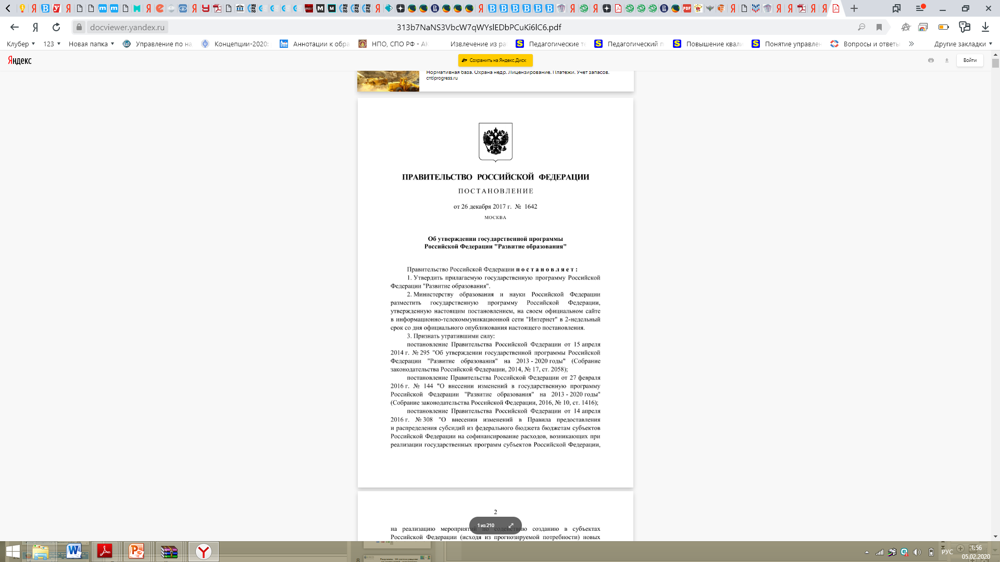 docviewer.yandex.ru
313b7NaNS3VbcW7qWYslEDbPCuKi6lC6.pdf
Клубер
123
Новая папка
Управление по на
Концепции-2020:
Аннотации к обра
НПО, СПО РФ - АК
Извлечение из ра
Педагогические те
Педагогический п
Повышение квали
Понятие управлен
Вопросы и ответы
Другие закладки
Яндекс
Сохранить на Яндекс.Диск
Войти
Нормативная база. Охрана недр. Лицензирование. Платежи. Учет запасов.
cntiprogress.ru
ПРАВИТЕЛЬСТВО РОССИЙСКОЙ ФЕДЕРАЦИИ
ПОСТАНОВЛЕНИЕ
от 26 декабря 2017 г. № 1642
МОСКВА
Об утверждении государственной программы
Российской Федерации "Развитие образования"
Правительство Российской Федерации п о с т а н о в л я е т :
1. Утвердить прилагаемую государственную программу Российской
Федерации "Развитие образования".
2. Министерству образования и науки Российской Федерации
разместить государственную программу Российской Федерации,
утвержденную настоящим постановлением, на своем официальном сайте
в информационно-телекоммуникационной сети "Интернет" в 2-недельный
срок со дня официального опубликования настоящего постановления.
3. Признать утратившими силу:
постановление Правительства Российской Федерации от 15 апреля
2014 г. № 295 "Об утверждении государственной программы Российской
Федерации "Развитие образования" на 2013 - 2020 годы" (Собрание
законодательства Российской Федерации, 2014, № 17, ст. 2058);
постановление Правительства Российской Федерации от 27 февраля
2016 г. № 144 "О внесении изменений в государственную программу
Российской Федерации "Развитие образования" на 2013 - 2020 годы"
(Собрание законодательства Российской Федерации, 2016, № 10, ст. 1416);
постановление Правительства Российской Федерации от 14 апреля
2016 г. № 308 "О внесении изменений в Правила предоставления
и распределения субсидий из федерального бюджета бюджетам субъектов
Российской Федерации на софинансирование расходов, возникающих при
реализации государственных программ субъектов Российской Федерации,
2
1 из 210
на реализацию мероприятий по содействию созданию в субъектах
Российской Федерации (исходя из прогнозируемой потребности) новых
РУС
1:56
05.02.2020